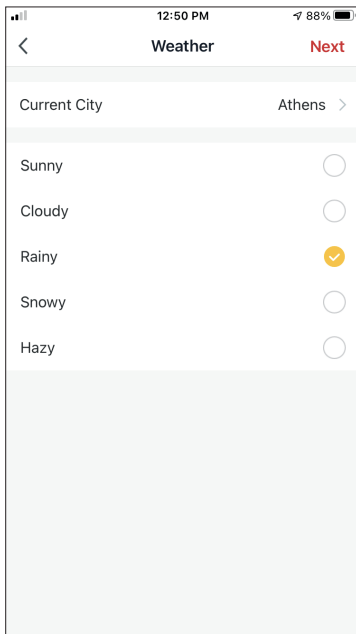 12:50 PM 88%
Weather Next
Current City Athens
Sunny
Cloudy
Rainy
Snowy
Hazy